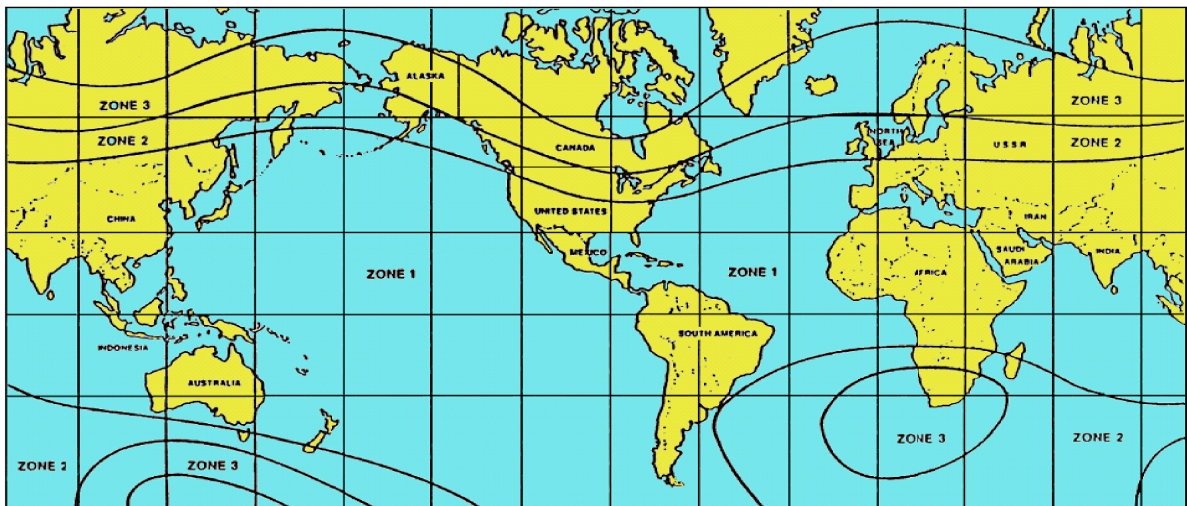 ALASKA
ZONE 3
ZONE 3
ZONE 2
CANADA
NORTH
SEA
USSR
ZONE 2
CHINA
UNITED STATES
IRAN
MEXICO
SAUDI
ARABIA
INDIA
ZONE 1
ZONE 1
AFRICA
INDONESIA
SOUTH AMERICA
AUSTRALIA
ZONE 2
ZONE 3
ZONE 3
ZONE 2